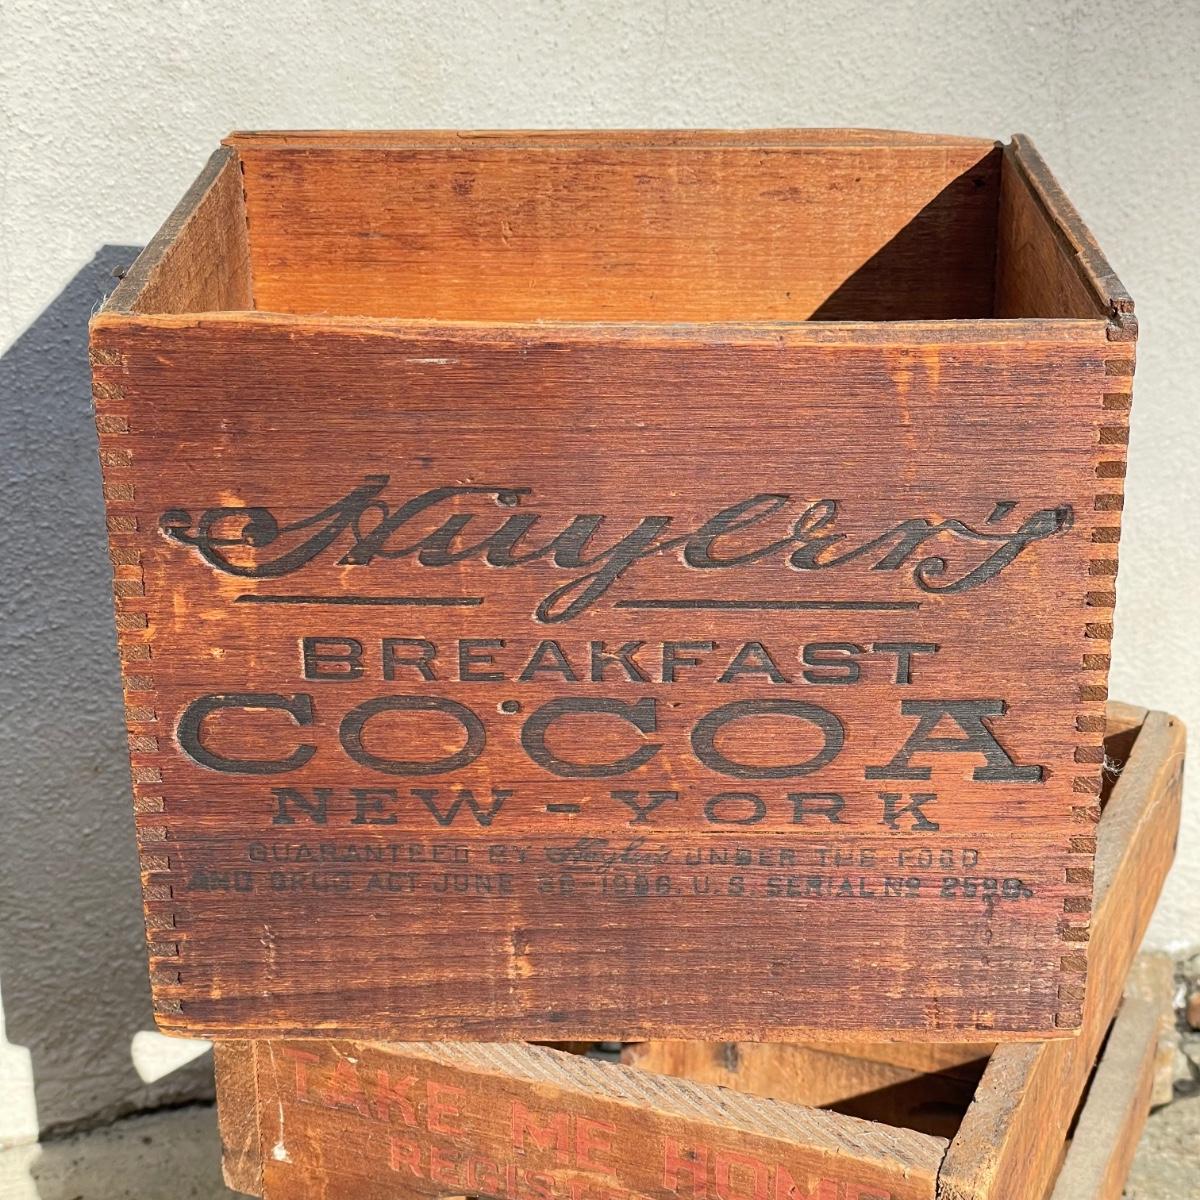 Huyler's
BREAKFAST
COCOA
NEW-YORK
GUARANTEED BY Huyler's UNDER THE FOOD
AND DRUG ACT JUNE 30-1906. U.S. SERIAL Nº
TAKE ME HOME